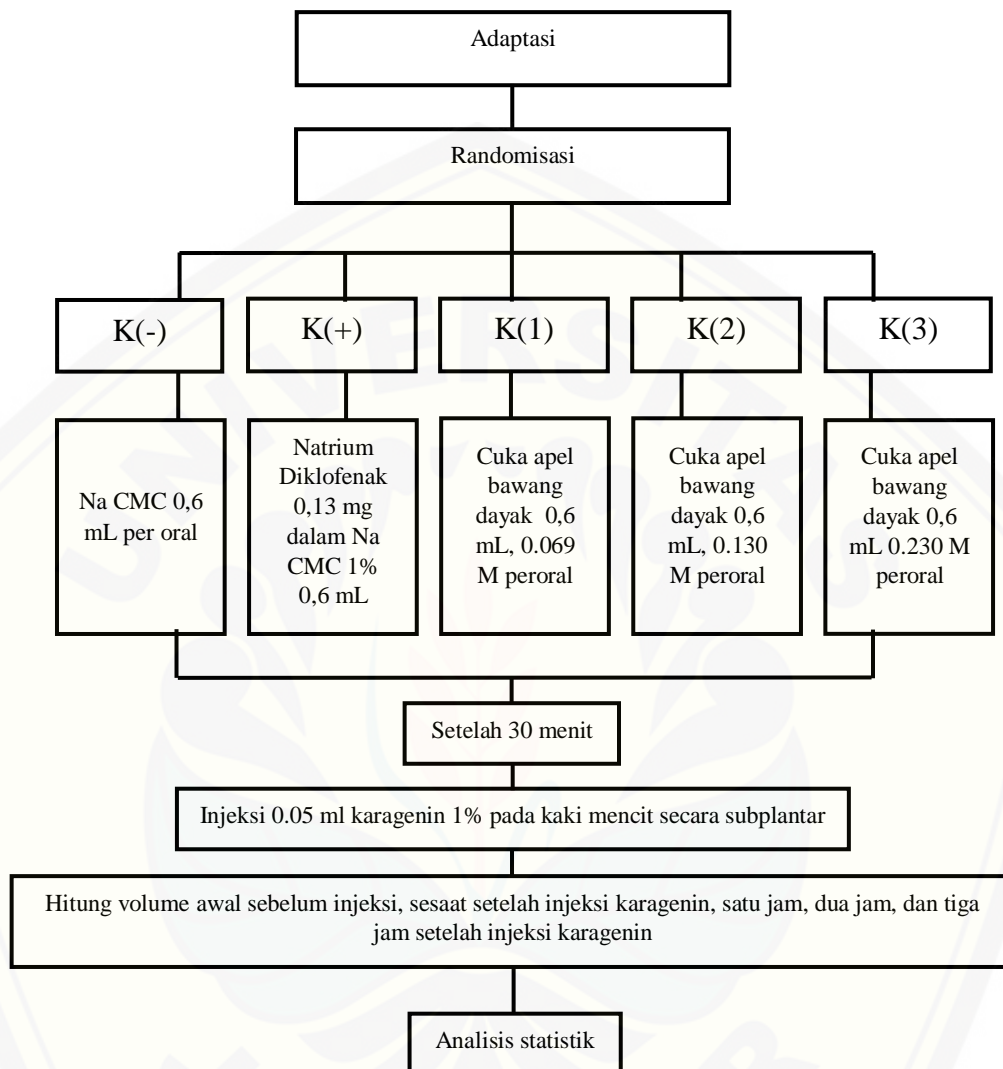 Adaptasi
Randomisasi
K(-)
K(+)
K(1)
K(2)
K(3)
Na CMC 0,6
mL per oral
Natrium
Diklofenak
0,13 mg
dalam Na
CMC 1%
0,6 mL
Cuka apel
bawang
dayak 0,6
mL, 0.069
M peroral
Cuka apel
bawang
dayak 0,6
mL, 0.130
M peroral
Cuka apel
bawang
dayak 0,6
mL 0.230 M
peroral
Setelah 30 menit
Injeksi 0.05 ml karagenin 1% pada kaki mencit secara subplantar
Hitung volume awal sebelum injeksi, sesaat setelah injeksi karagenin, satu jam, dua jam, dan tiga
jam setelah injeksi karagenin
Analisis statistik
UNIVERSITAS